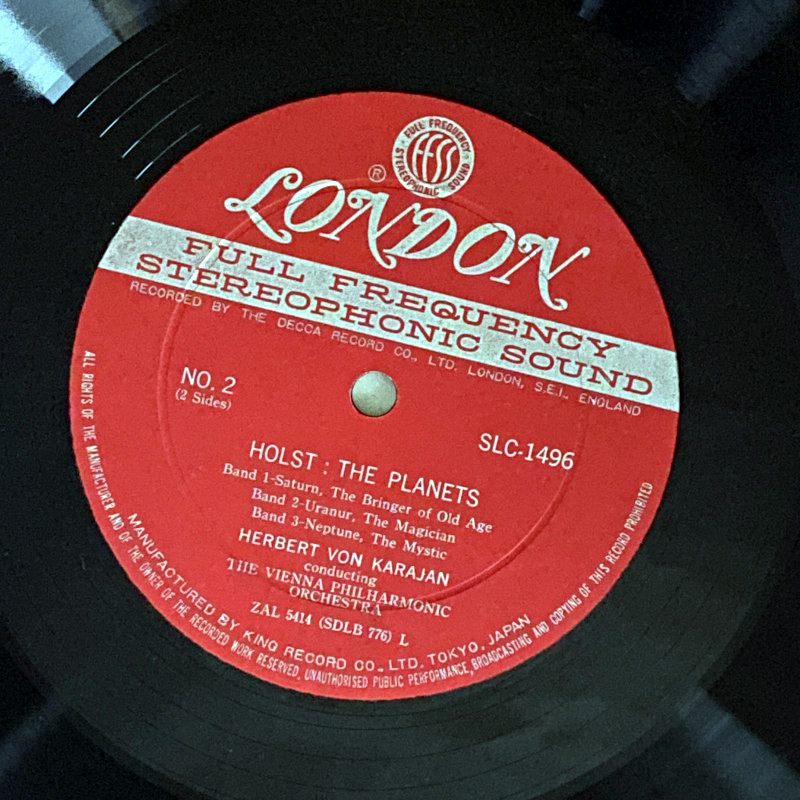 FULL FREQUENCY
ffss
STEREOPHONIC SOUND
®
LONDON
FULL FREQUENCY
STEREOPHONIC SOUND
RECORDED BY THE DECCA RECORD CO., LTD. LONDON, S.E.I., ENGLAND
NO. 2
(2 Sides)
SLC-1496
HOLST : THE PLANETS
Band 1-Saturn, The Bringer of Old Age
Band 2-Uranur, The Magician
Band 3-Neptune, The Mystic
HERBERT VON KARAJAN
conducting
THE VIENNA PHILHARMONIC
ORCHESTRA
ZAL 5414 (SDLB 776) L
MANUFACTURED BY KING RECORD CO., LTD. TOKYO, JAPAN
ALL RIGHTS OF THE MANUFACTURER AND OF THE OWNER OF THE RECORDED WORK RESERVED, UNAUTHORISED PUBLIC PERFORMANCE, BROADCASTING AND COPYING OF THIS RECORD PROHIBITED